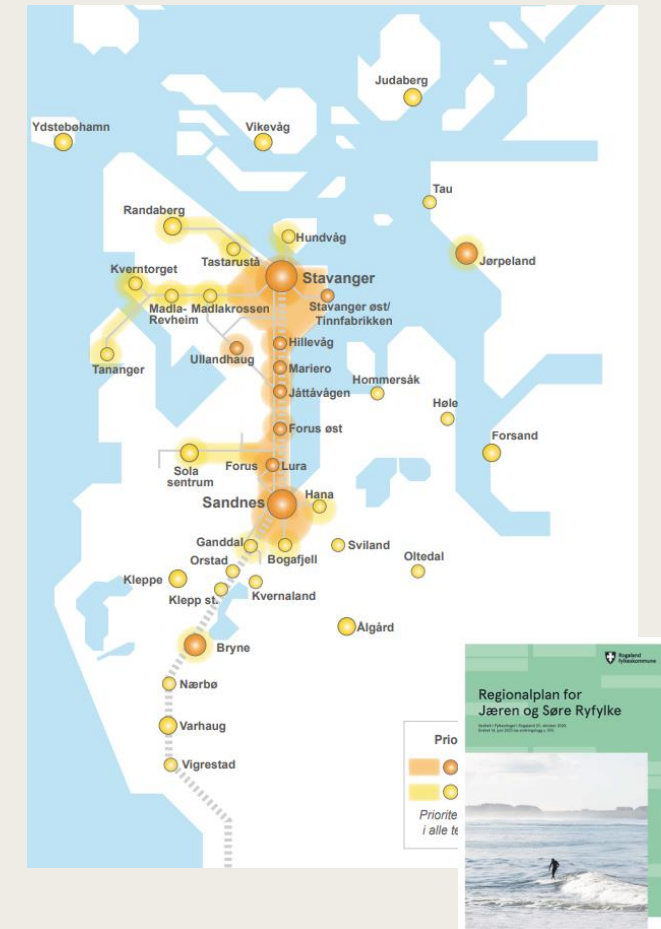 Judaberg
Ydstebøhamn
Vikevåg
Tau
Randaberg
Hundvåg
Tastarustå
Jørpeland
Kverntorget
Stavanger
Madla-
Revheim
Madlakrossen
Stavanger øst/
Tinnfabrikken
Ullandhaug
Hillevåg
Tananger
Mariero
Hommersåk
Jåttåvågen
Høle
Forus øst
Forsand
Sola
sentrum
Forus
Lura
Sandnes
Hana
Ganddal
Bogafjell
Sviland
Orstad
Oltedal
Kleppe
Klepp st.
Kvernaland
Ålgård
Bryne
Nærbø
Varhaug
Vigrestad
Prio
Priorite
i alle te
Rogaland
fylkeskommune
Regionalplan for
Jæren og Søre Ryfylke